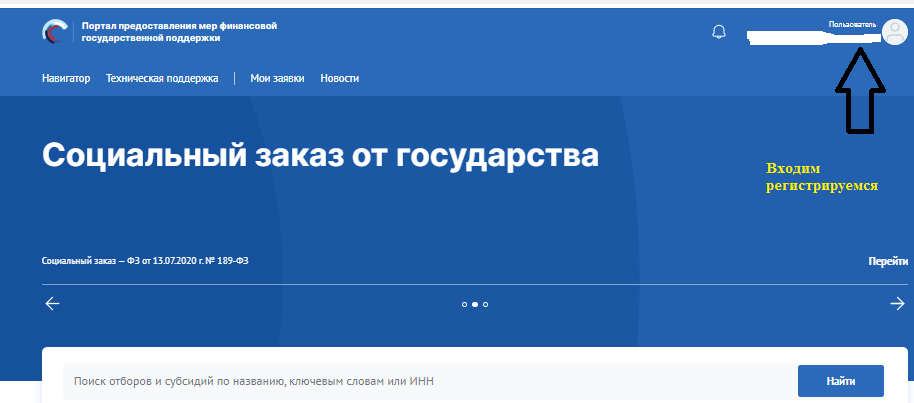 Портал предоставления мер финансовой
государственной поддержки
Пользователь
Навигатор Техническая поддержка Мои заявки Новости
Социальный заказ от государства
Входим
регистрируемся
Социальный заказ — ФЗ от 13.07.2020 г. № 189-ФЗ
Перейти
Поиск отборов и субсидий по названию, ключевым словам или ИНН
Найти